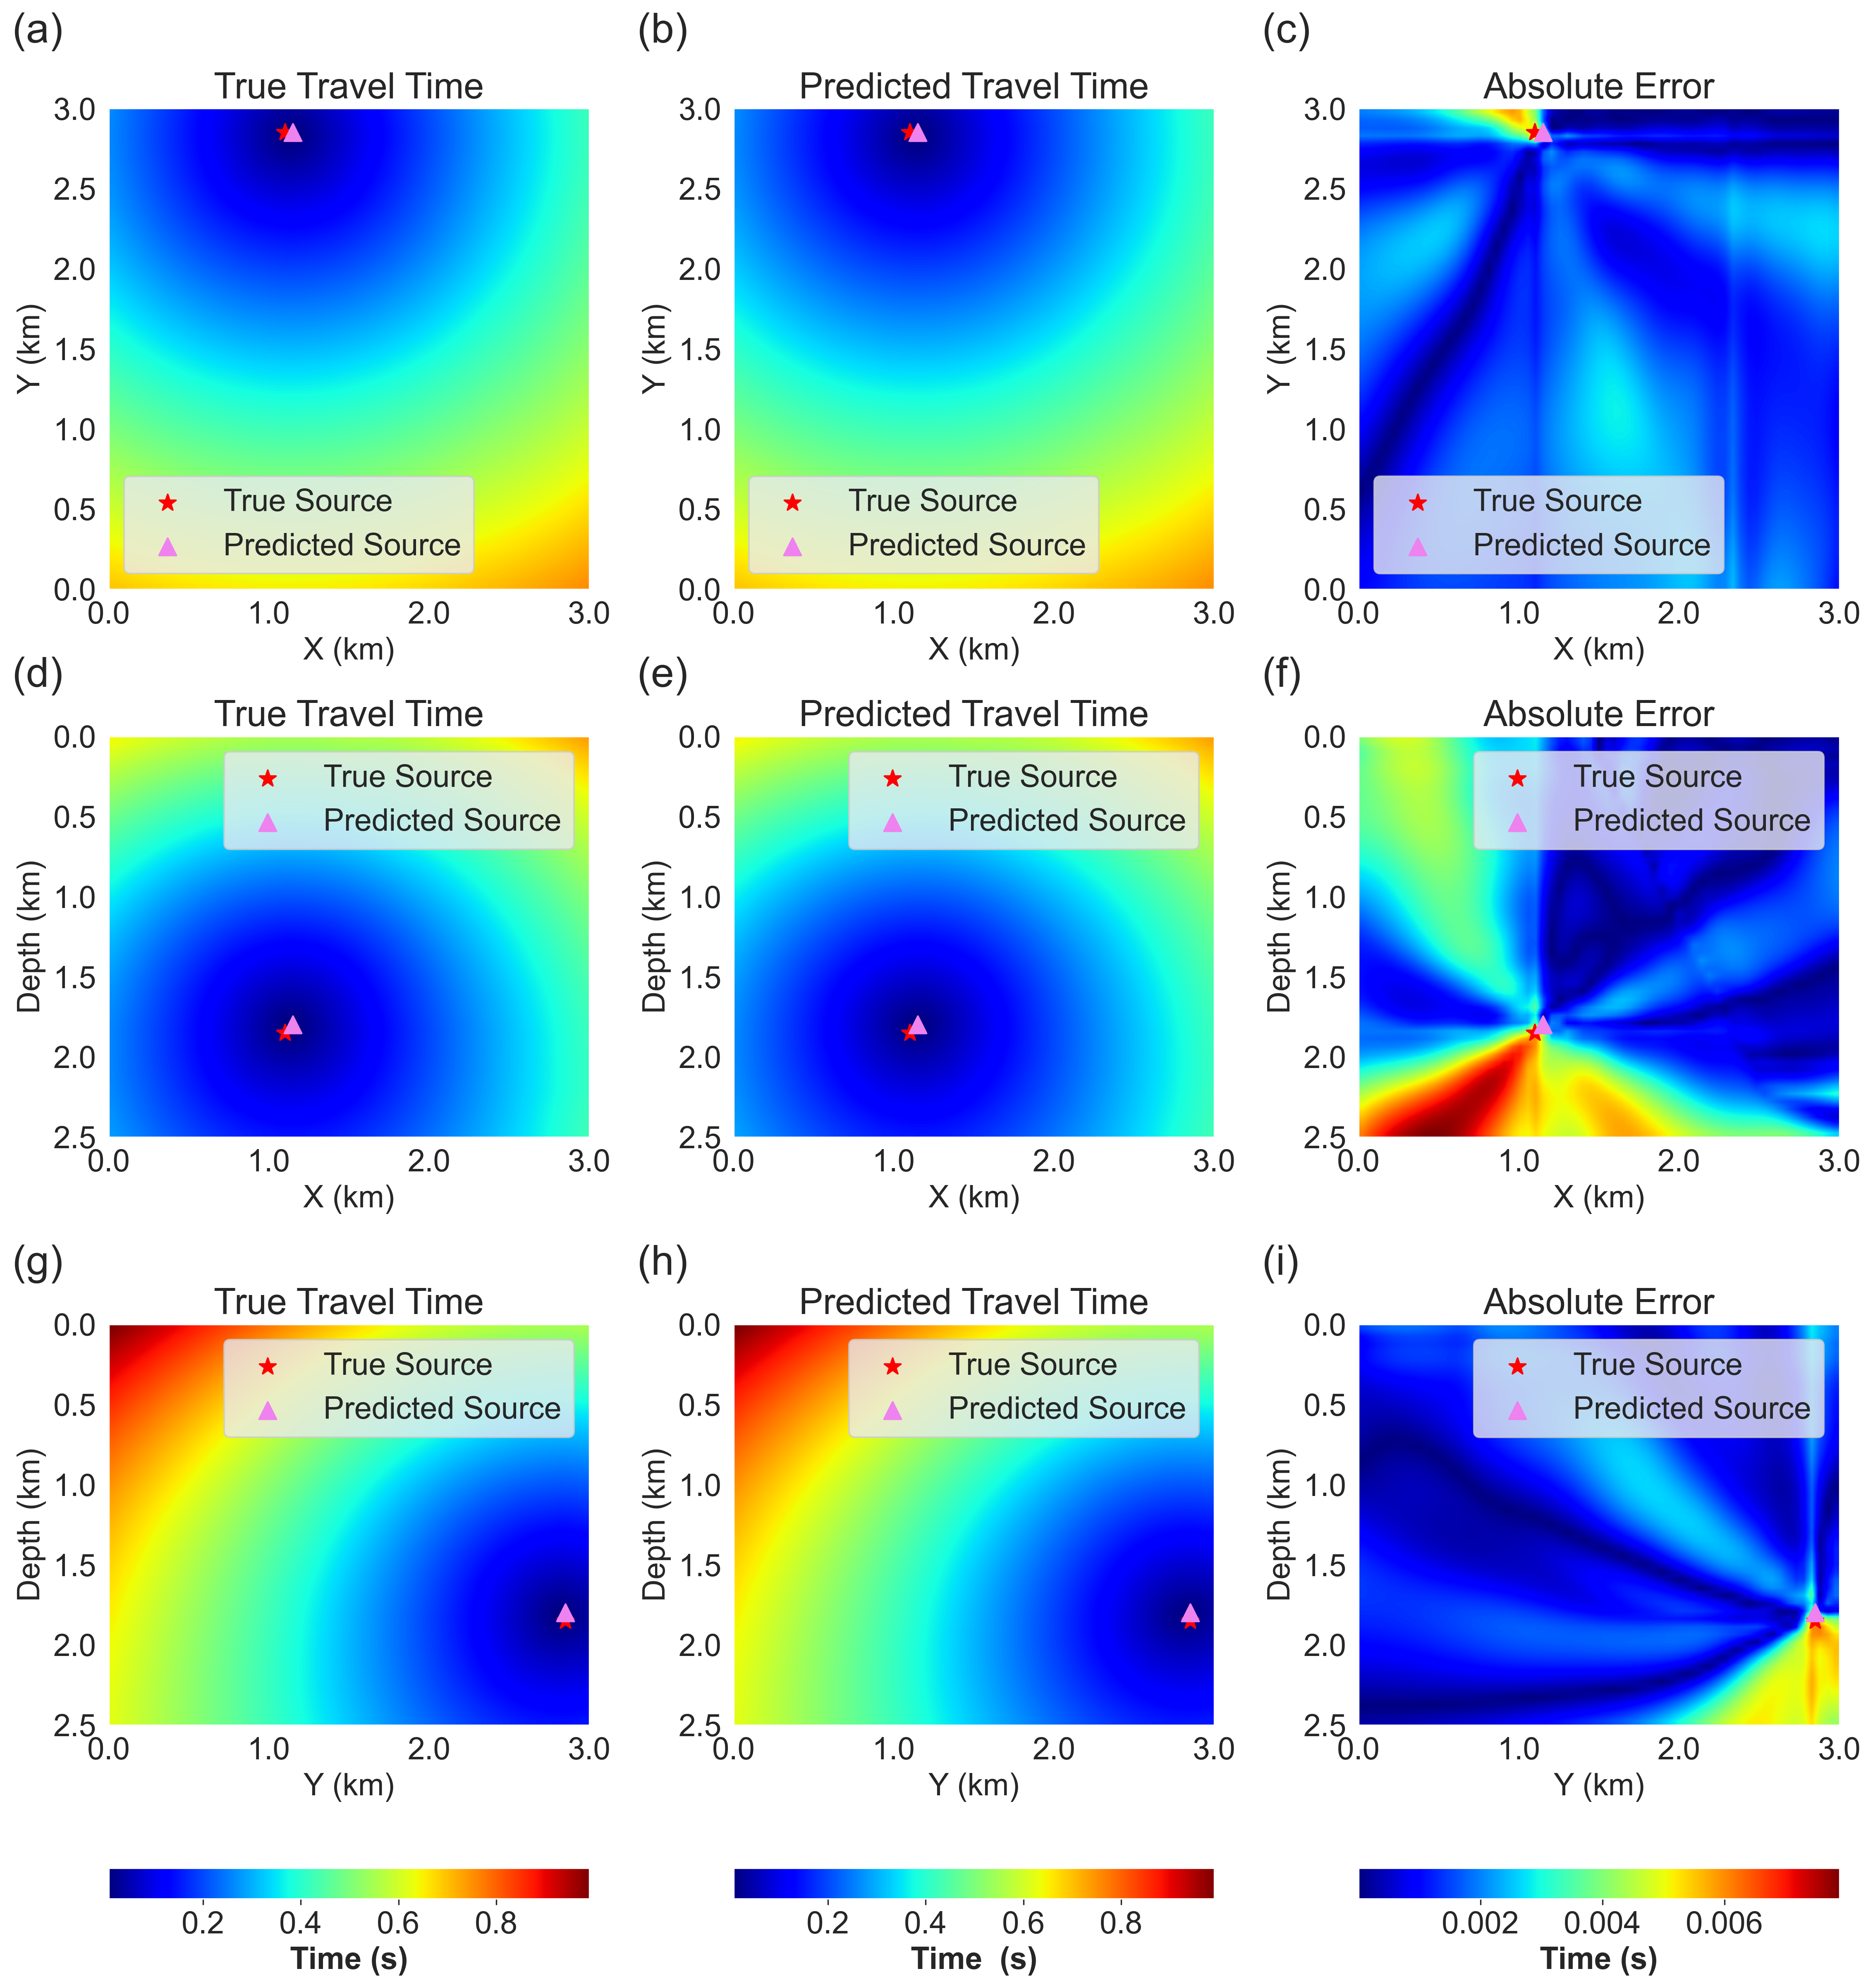 (a) (b) (c)
True Travel Time Predicted Travel Time Absolute Error
3.0 3.0 3.0
2.5 2.5 2.5
2.0 2.0 2.0
Y (km) Y (km) Y (km)
1.5 1.5 1.5
1.0 1.0 1.0
0.5 True Source 0.5 True Source 0.5 True Source
Predicted Source Predicted Source Predicted Source
0.0 0.0 0.0
0.0 1.0 2.0 3.0 0.0 1.0 2.0 3.0 0.0 1.0 2.0 3.0
X (km) X (km) X (km)
(d) (e) (f)
True Travel Time Predicted Travel Time Absolute Error
0.0 0.0 0.0
True Source True Source True Source
0.5 Predicted Source 0.5 Predicted Source 0.5 Predicted Source
1.0 1.0 1.0
Depth (km) Depth (km) Depth (km)
1.5 1.5 1.5
2.0 2.0 2.0
2.5 2.5 2.5
0.0 1.0 2.0 3.0 0.0 1.0 2.0 3.0 0.0 1.0 2.0 3.0
X (km) X (km) X (km)
(g) (h) (i)
True Travel Time Predicted Travel Time Absolute Error
0.0 0.0 0.0
True Source True Source True Source
0.5 Predicted Source 0.5 Predicted Source 0.5 Predicted Source
1.0 1.0 1.0
Depth (km) Depth (km) Depth (km)
1.5 1.5 1.5
2.0 2.0 2.0
2.5 2.5 2.5
0.0 1.0 2.0 3.0 0.0 1.0 2.0 3.0 0.0 1.0 2.0 3.0
Y (km) Y (km) Y (km)
0.2 0.4 0.6 0.8 0.2 0.4 0.6 0.8 0.002 0.004 0.006
Time (s) Time (s) Time (s)